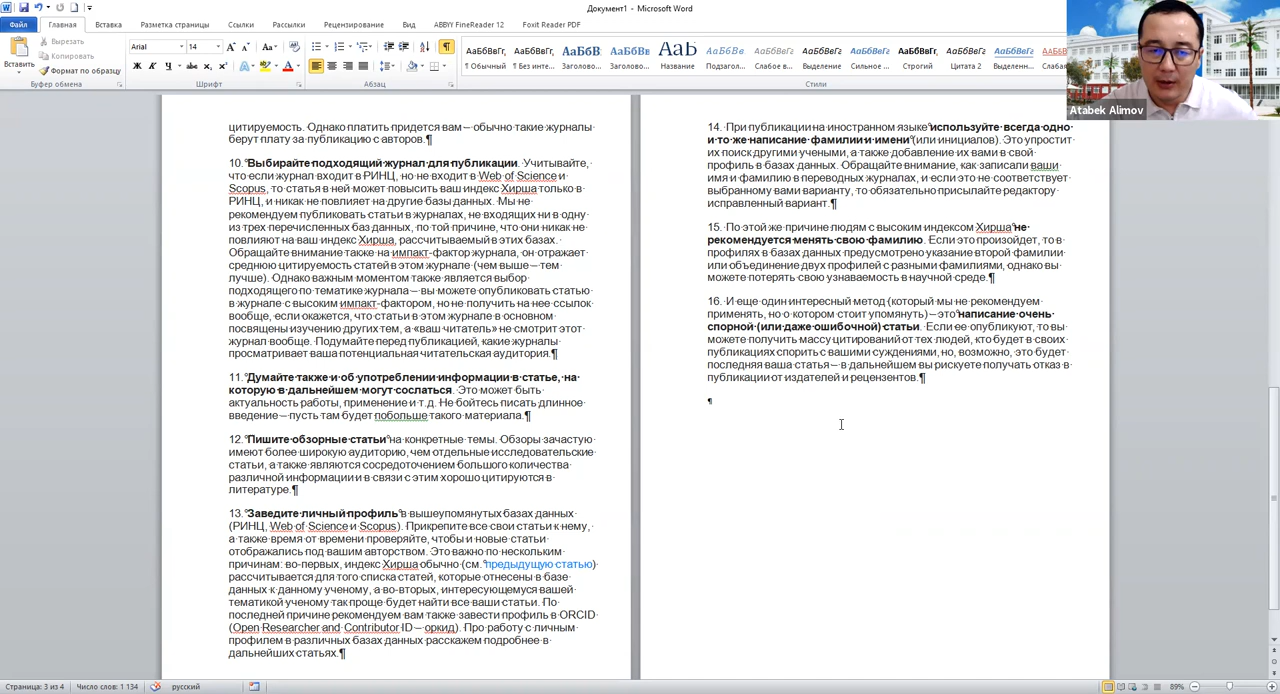 Документ1 - Microsoft Word
Файл Главная Вставка Разметка страницы Ссылки Рассылки Рецензирование Вид ABBYY FineReader 12 Foxit Reader PDF
Вставить
Вырезать
Копировать
Формат по образцу
Буфер обмена
Arial 14
Шрифт
Абзац
АаБбВвГг, АаБбВвГг, АаБбВ АаБбВв АаБ АаБбВв. АаБбВвГг АаБбВвГг АаБбВвГг АаБбВвГг, АаБбВвГг АаБбВвГг
¶ Обычный ¶ Без инте... Заголово... Заголово... Название Подзагол... Слабое в... Выделение Сильное ... Строгий Цитата 2 Выделенн... Слабая
Стили
Atabek Alimov
цитируемость. Однако платить придется вам – обычно такие журналы
берут плату за публикацию с авторов.¶
10. Выбирайте подходящий журнал для публикации. Учитывайте,
что если журнал входит в РИНЦ, но не входит в Web of Science и
Scopus, то статья в ней может повысить ваш индекс Хирша только в
РИНЦ, и никак не повлияет на другие базы данных. Мы не
рекомендуем публиковать статьи в журналах, не входящих ни в одну
из трех перечисленных баз данных, по той причине, что они никак не
повлияют на ваш индекс Хирша, рассчитываемый в этих базах.
Обращайте внимание также на импакт-фактор журнала, он отражает
среднюю цитируемость статей в этом журнале (чем выше – тем
лучше). Однако важным моментом также является выбор
подходящего по тематике журнала – вы можете опубликовать статью
в журнале с высоким импакт-фактором, но не получить на нее ссылок
вообще, если окажется, что статьи в этом журнале в основном
посвящены изучению других тем, а «ваш читатель» не смотрит этот
журнал вообще. Подумайте перед публикацией, какие журналы
просматривает ваша потенциальная читательская аудитория.¶
11. Думайте также и об употреблении информации в статье, на
которую в дальнейшем могут сослаться. Это может быть
актуальность работы, применение и т.д. Не бойтесь писать длинное
введение – пусть там будет побольше такого материала.¶
12. Пишите обзорные статьи на конкретные темы. Обзоры зачастую
имеют более широкую аудиторию, чем отдельные исследовательские
статьи, а также являются сосредоточением большого количества
различной информации и в связи с этим хорошо цитируются в
литературе.¶
13. Заведите личный профиль в вышеупомянутых базах данных
(РИНЦ, Web of Science и Scopus). Прикрепите все свои статьи к нему,
а также время от времени проверяйте, чтобы и новые статьи
отображались под вашим авторством. Это важно по нескольким
причинам: во-первых, индекс Хирша обычно (см. предыдущую статью)
рассчитывается для того списка статей, которые отнесены в базе
данных к данному ученому, а во-вторых, интересующемуся вашей
тематикой ученому так проще будет найти все ваши статьи. По
последней причине рекомендуем вам также завести профиль в ORCID
(Open Researcher and Contributor ID – оркид). Про работу с личным
профилем в различных базах данных расскажем подробнее в
дальнейших статьях.¶
14. При публикации на иностранном языке используйте всегда одно
и то же написание фамилии и имени (или инициалов). Это упростит
их поиск другими учеными, а также добавление их вами в свой
профиль в базах данных. Обращайте внимание, как записали ваши
имя и фамилию в переводных журналах, и если это не соответствует
выбранному вами варианту, то обязательно присылайте редактору
исправленный вариант.¶
15. По этой же причине людям с высоким индексом Хирша не
рекомендуется менять свою фамилию. Если это произойдет, то в
профилях в базах данных предусмотрено указание второй фамилии
или объединение двух профилей с разными фамилиями, однако вы
можете потерять свою узнаваемость в научной среде.¶
16. И еще один интересный метод (который мы не рекомендуем
применять, но о котором стоит упомянуть) – это написание очень
спорной (или даже ошибочной) статьи. Если ее опубликуют, то вы
можете получить массу цитирований от тех людей, кто будет в своих
публикациях спорить с вашими суждениями, но, возможно, это будет
последняя ваша статья – в дальнейшем вы рискуете получать отказ в
публикации от издателей и рецензентов.¶
¶
Страница: 3 из 4 Число слов: 1 134 русский 89%